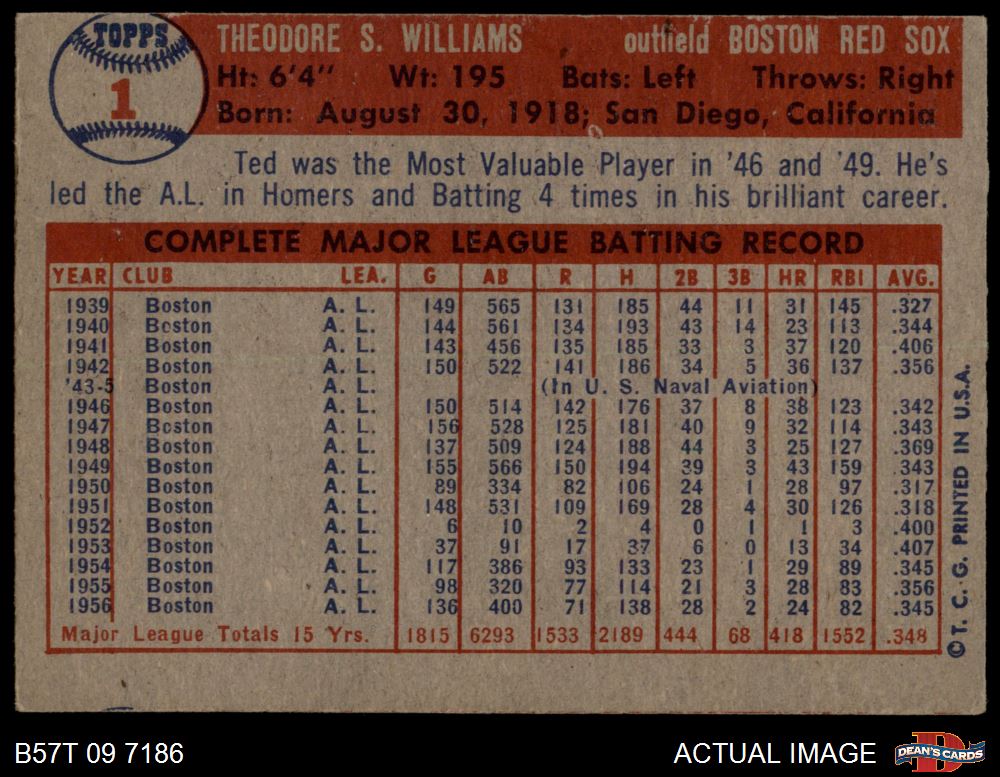 TOPPS
1
THEODORE S. WILLIAMS outfield BOSTON RED SOX
Ht: 6'4" Wt: 195 Bats: Left Throws: Right
Born: August 30, 1918; San Diego, California
Ted was the Most Valuable Player in '46 and '49. He's
led the A.L. in Homers and Batting 4 times in his brilliant career.
COMPLETE MAJOR LEAGUE BATTING RECORD
YEAR CLUB LEA. G AB R H 2B 3B HR RBI AVG.
1939 Boston A. L. 149 565 131 185 44 11 31 145 .327
1940 Boston A. L. 144 561 134 193 43 14 23 113 .344
1941 Boston A. L. 143 456 135 185 33 3 37 120 .406
1942 Boston A. L. 150 522 141 186 34 5 36 137 .356
'43-5 Boston A. L. (In U. S. Naval Aviation)
1946 Boston A. L. 150 514 142 176 37 8 38 123 .342
1947 Boston A. L. 156 528 125 181 40 9 32 114 .343
1948 Boston A. L. 137 509 124 188 44 3 25 127 .369
1949 Boston A. L. 155 566 150 194 39 3 43 159 .343
1950 Boston A. L. 89 334 82 106 24 1 28 97 .317
1951 Boston A. L. 148 531 109 169 28 4 30 126 .318
1952 Boston A. L. 6 10 2 4 0 1 1 3 .400
1953 Boston A. L. 37 91 17 37 6 0 13 34 .407
1954 Boston A. L. 117 386 93 133 23 1 29 89 .345
1955 Boston A. L. 98 320 77 114 21 3 28 83 .356
1956 Boston A. L. 136 400 71 138 28 2 24 82 .345
Major League Totals 15 Yrs. 1815 6293 1533 2189 444 68 418 1552 .348
©T. C. G. PRINTED IN U.S.A.
B57T 09 7186
ACTUAL IMAGE
D
DEAN'S CARDS